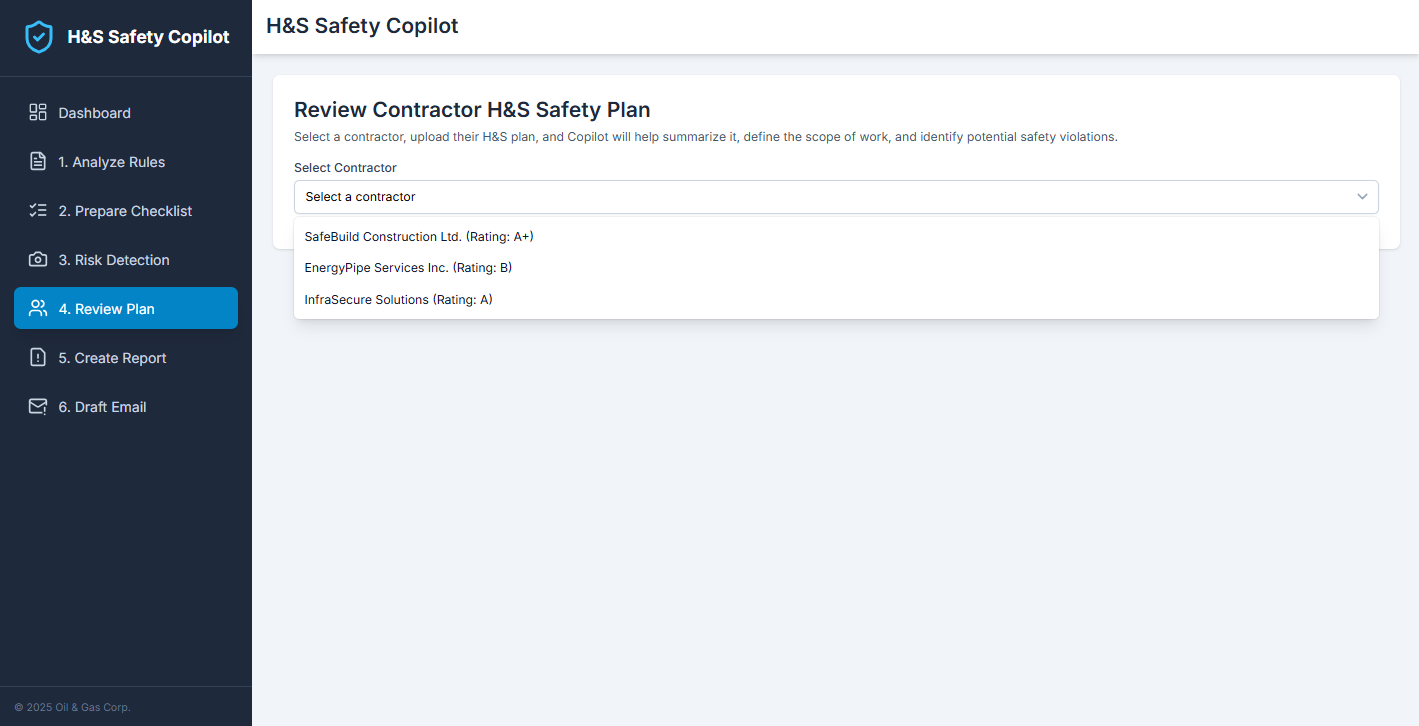 H&S Safety Copilot
Dashboard
1. Analyze Rules
2. Prepare Checklist
3. Risk Detection
4. Review Plan
5. Create Report
6. Draft Email
© 2025 Oil & Gas Corp.
H&S Safety Copilot
Review Contractor H&S Safety Plan
Select a contractor, upload their H&S plan, and Copilot will help summarize it, define the scope of work, and identify potential safety violations.
Select Contractor
Select a contractor
SafeBuild Construction Ltd. (Rating: A+)
EnergyPipe Services Inc. (Rating: B)
InfraSecure Solutions (Rating: A)